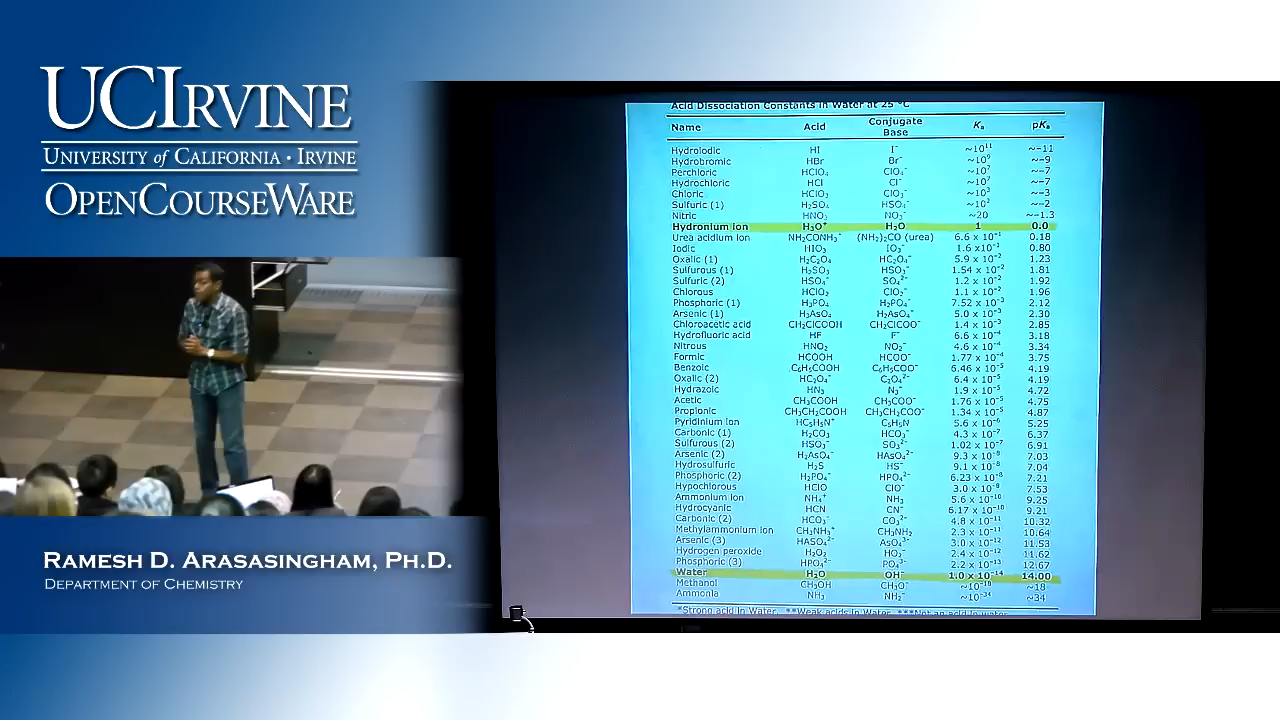 UCIRVINE
UNIVERSITY of CALIFORNIA · IRVINE
OPENCOURSEWARE
RAMESH D. ARASASINGHAM, PH.D.
DEPARTMENT OF CHEMISTRY
Acid Dissociation Constants in Water at 25 °C
Name Acid Conjugate Base Kₐ pKₐ
Hydroiodic HI I⁻ ~10¹¹ ~-11
Hydrobromic HBr Br⁻ ~10⁹ ~-9
Perchloric HClO₄ ClO₄⁻ ~10⁷ ~-7
Hydrochloric HCl Cl⁻ ~10⁷ ~-7
Chloric HClO₃ ClO₃⁻ ~10³ ~-3
Sulfuric (1) H₂SO₄ HSO₄⁻ ~10² ~-2
Nitric HNO₃ NO₃⁻ ~20 ~-1.3
Hydronium ion H₃O⁺ H₂O 1 0.0
Urea acidium ion NH₂CONH₃⁺ (NH₂)₂CO (urea) 6.6 x 10⁻¹ 0.18
Iodic HIO₃ IO₃⁻ 1.6 x10⁻¹ 0.80
Oxalic (1) H₂C₂O₄ HC₂O₄⁻ 5.9 x 10⁻² 1.23
Sulfurous (1) H₂SO₃ HSO₃⁻ 1.54 x 10⁻² 1.81
Sulfuric (2) HSO₄⁻ SO₄²⁻ 1.2 x 10⁻² 1.92
Chlorous HClO₂ ClO₂⁻ 1.1 x 10⁻² 1.96
Phosphoric (1) H₃PO₄ H₂PO₄⁻ 7.52 x 10⁻³ 2.12
Arsenic (1) H₃AsO₄ H₂AsO₄⁻ 5.0 x 10⁻³ 2.30
Chloroacetic acid CH₂ClCOOH CH₂ClCOO⁻ 1.4 x 10⁻³ 2.85
Hydrofluoric acid HF F⁻ 6.6 x 10⁻⁴ 3.18
Nitrous HNO₂ NO₂⁻ 4.6 x 10⁻⁴ 3.34
Formic HCOOH HCOO⁻ 1.77 x 10⁻⁴ 3.75
Benzoic C₆H₅COOH C₆H₅COO⁻ 6.46 x 10⁻⁵ 4.19
Oxalic (2) HC₂O₄⁻ C₂O₄²⁻ 6.4 x 10⁻⁵ 4.19
Hydrazoic HN₃ N₃⁻ 1.9 x 10⁻⁵ 4.72
Acetic CH₃COOH CH₃COO⁻ 1.76 x 10⁻⁵ 4.75
Propionic CH₃CH₂COOH CH₃CH₂COO⁻ 1.34 x 10⁻⁵ 4.87
Pyridinium ion HC₅H₅N⁺ C₅H₅N 5.6 x 10⁻⁶ 5.25
Carbonic (1) H₂CO₃ HCO₃⁻ 4.3 x 10⁻⁷ 6.37
Sulfurous (2) HSO₃⁻ SO₃²⁻ 1.02 x 10⁻⁷ 6.91
Arsenic (2) H₂AsO₄⁻ HAsO₄²⁻ 9.3 x 10⁻⁸ 7.03
Hydrosulfuric H₂S HS⁻ 9.1 x 10⁻⁸ 7.04
Phosphoric (2) H₂PO₄⁻ HPO₄²⁻ 6.23 x 10⁻⁸ 7.21
Hypochlorous HClO ClO⁻ 3.0 x 10⁻⁸ 7.53
Ammonium ion NH₄⁺ NH₃ 5.6 x 10⁻¹⁰ 9.25
Hydrocyanic HCN CN⁻ 6.17 x 10⁻¹⁰ 9.21
Carbonic (2) HCO₃⁻ CO₃²⁻ 4.8 x 10⁻¹¹ 10.32
Methylammonium ion CH₃NH₃⁺ CH₃NH₂ 2.3 x 10⁻¹¹ 10.64
Arsenic (3) HASO₄²⁻ AsO₄³⁻ 3.0 x 10⁻¹² 11.53
Hydrogen peroxide H₂O₂ HO₂⁻ 2.4 x 10⁻¹² 11.62
Phosphoric (3) HPO₄²⁻ PO₄³⁻ 2.2 x 10⁻¹³ 12.67
Water H₂O OH⁻ 1.0 x 10⁻¹⁴ 14.00
Methanol CH₃OH CH₃O⁻ ~10⁻¹⁸ ~18
Ammonia NH₃ NH₂⁻ ~10⁻³⁴ ~34
*Strong acid in Water, **Weak acids in Water, ***Not an acid in water